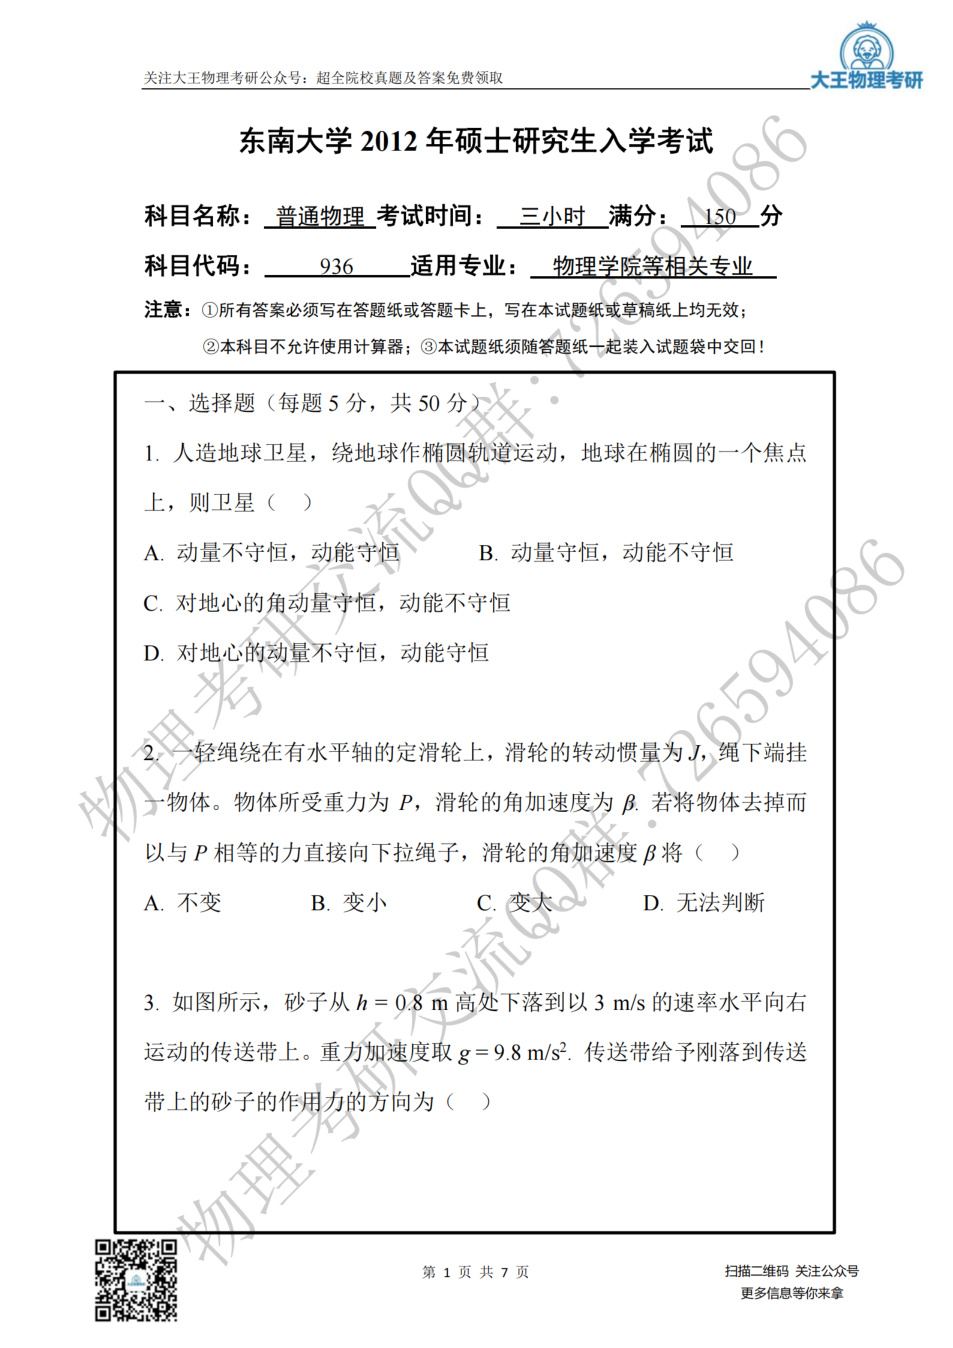 关注大王物理考研公众号：超全院校真题及答案免费领取
大王物理考研
东南大学 2012 年硕士研究生入学考试
科目名称： 普通物理 考试时间： 三小时 满分： 150 分
科目代码： 936 适用专业： 物理学院等相关专业
注意：①所有答案必须写在答题纸或答题卡上，写在本试题纸或草稿纸上均无效；
②本科目不允许使用计算器；③本试题纸须随答题纸一起装入试题袋中交回！
一、选择题（每题 5 分，共 50 分）
1. 人造地球卫星，绕地球作椭圆轨道运动，地球在椭圆的一个焦点
上，则卫星（ ）
A. 动量不守恒，动能守恒 B. 动量守恒，动能不守恒
C. 对地心的角动量守恒，动能不守恒
D. 对地心的动量不守恒，动能守恒
2. 一轻绳绕在有水平轴的定滑轮上，滑轮的转动惯量为 J，绳下端挂
一物体。物体所受重力为 P，滑轮的角加速度为 β. 若将物体去掉而
以与 P 相等的力直接向下拉绳子，滑轮的角加速度 β 将（ ）
A. 不变 B. 变小 C. 变大 D. 无法判断
3. 如图所示，砂子从 h = 0.8 m 高处下落到以 3 m/s 的速率水平向右
运动的传送带上。重力加速度取 g = 9.8 m/s². 传送带给予刚落到传送
带上的砂子的作用力的方向为（ ）
物理考研交流QQ群：726594086
物理考研交流QQ群：726594086
大王物理考研
第 1 页 共 7 页
扫描二维码 关注公众号
更多信息等你来拿